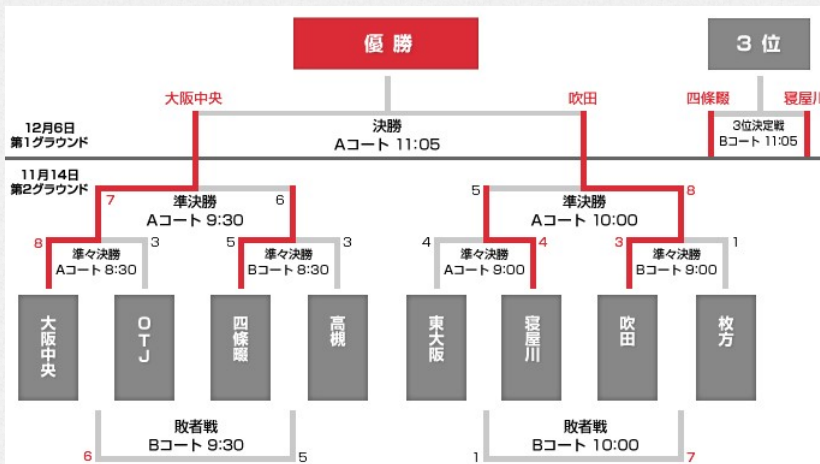 優勝
3位
大阪中央
吹田
四條畷
寝屋川
12月6日
第1グラウンド
決勝
Aコート 11:05
3位決定戦
Bコート 11:05
11月14日
第2グラウンド
7
準決勝
Aコート 9:30
6
5
準決勝
Aコート 10:00
8
8
準々決勝
Aコート 8:30
3
5
準々決勝
Bコート 8:30
3
4
準々決勝
Aコート 9:00
4
3
準々決勝
Bコート 9:00
1
大阪中央
OTJ
四條畷
高槻
東大阪
寝屋川
吹田
枚方
6
敗者戦
Bコート 9:30
5
1
敗者戦
Bコート 10:00
7